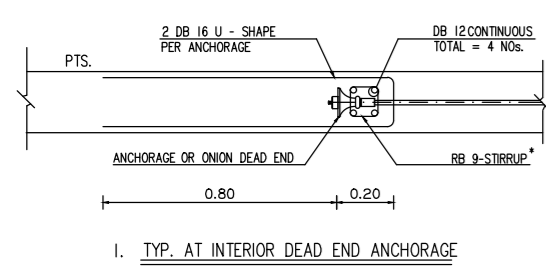 2 DB 16 U - SHAPE
PER ANCHORAGE
DB 12 CONTINUOUS
TOTAL = 4 NOs.
PTS.
ANCHORAGE OR ONION DEAD END
RB 9-STIRRUP*
0.80
0.20
1. TYP. AT INTERIOR DEAD END ANCHORAGE